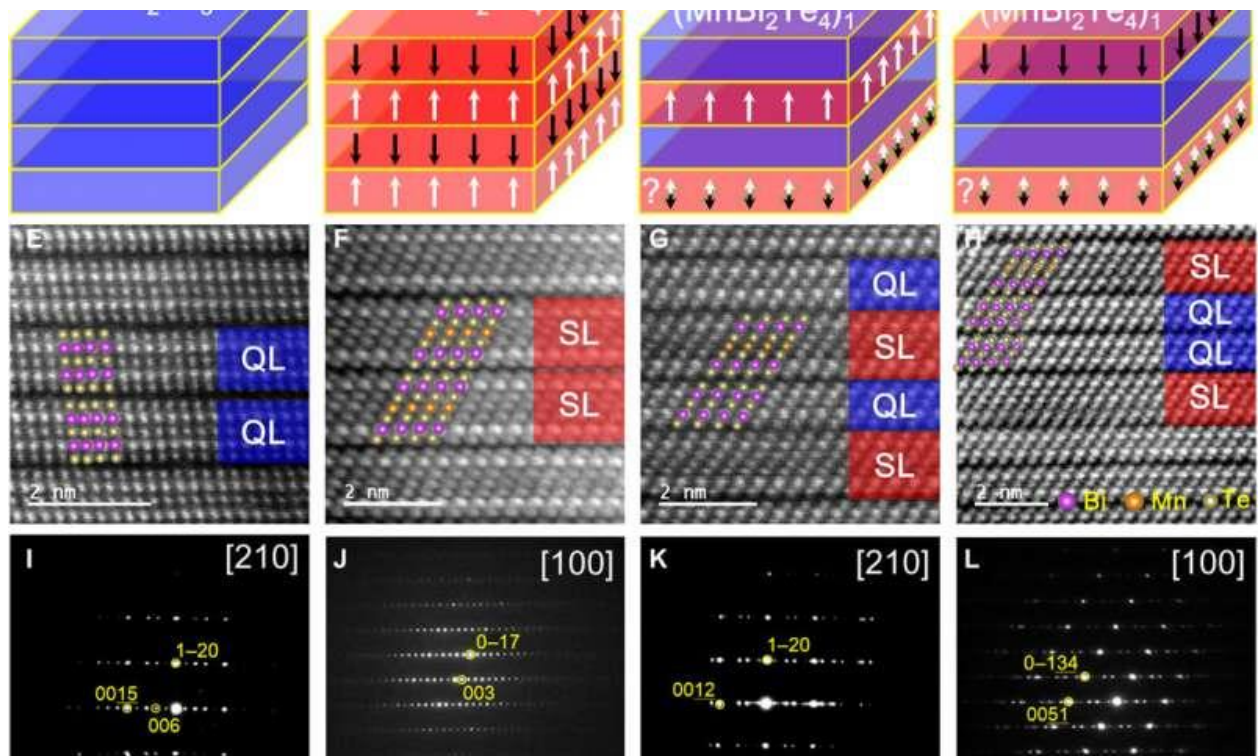 (MnBi₂Te₄)₁ (MnBi₂Te₄)₁
? ?
E F G H
QL
QL
SL
SL
QL
SL
QL
SL
SL
QL
QL
SL
2 nm 2 nm 2 nm 2 nm
Bi Mn Te
I [210] J [100] K [210] L [100]
1–20
0015
006
0–17
003
1–20
0012
0–134
0051